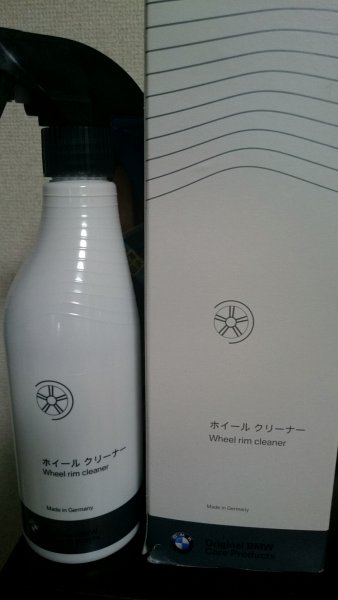 ホイール クリーナー
Wheel rim cleaner
Made in Germany
ホイール クリーナー
Wheel rim cleaner
Made in Germany
Original BMW
Care Products